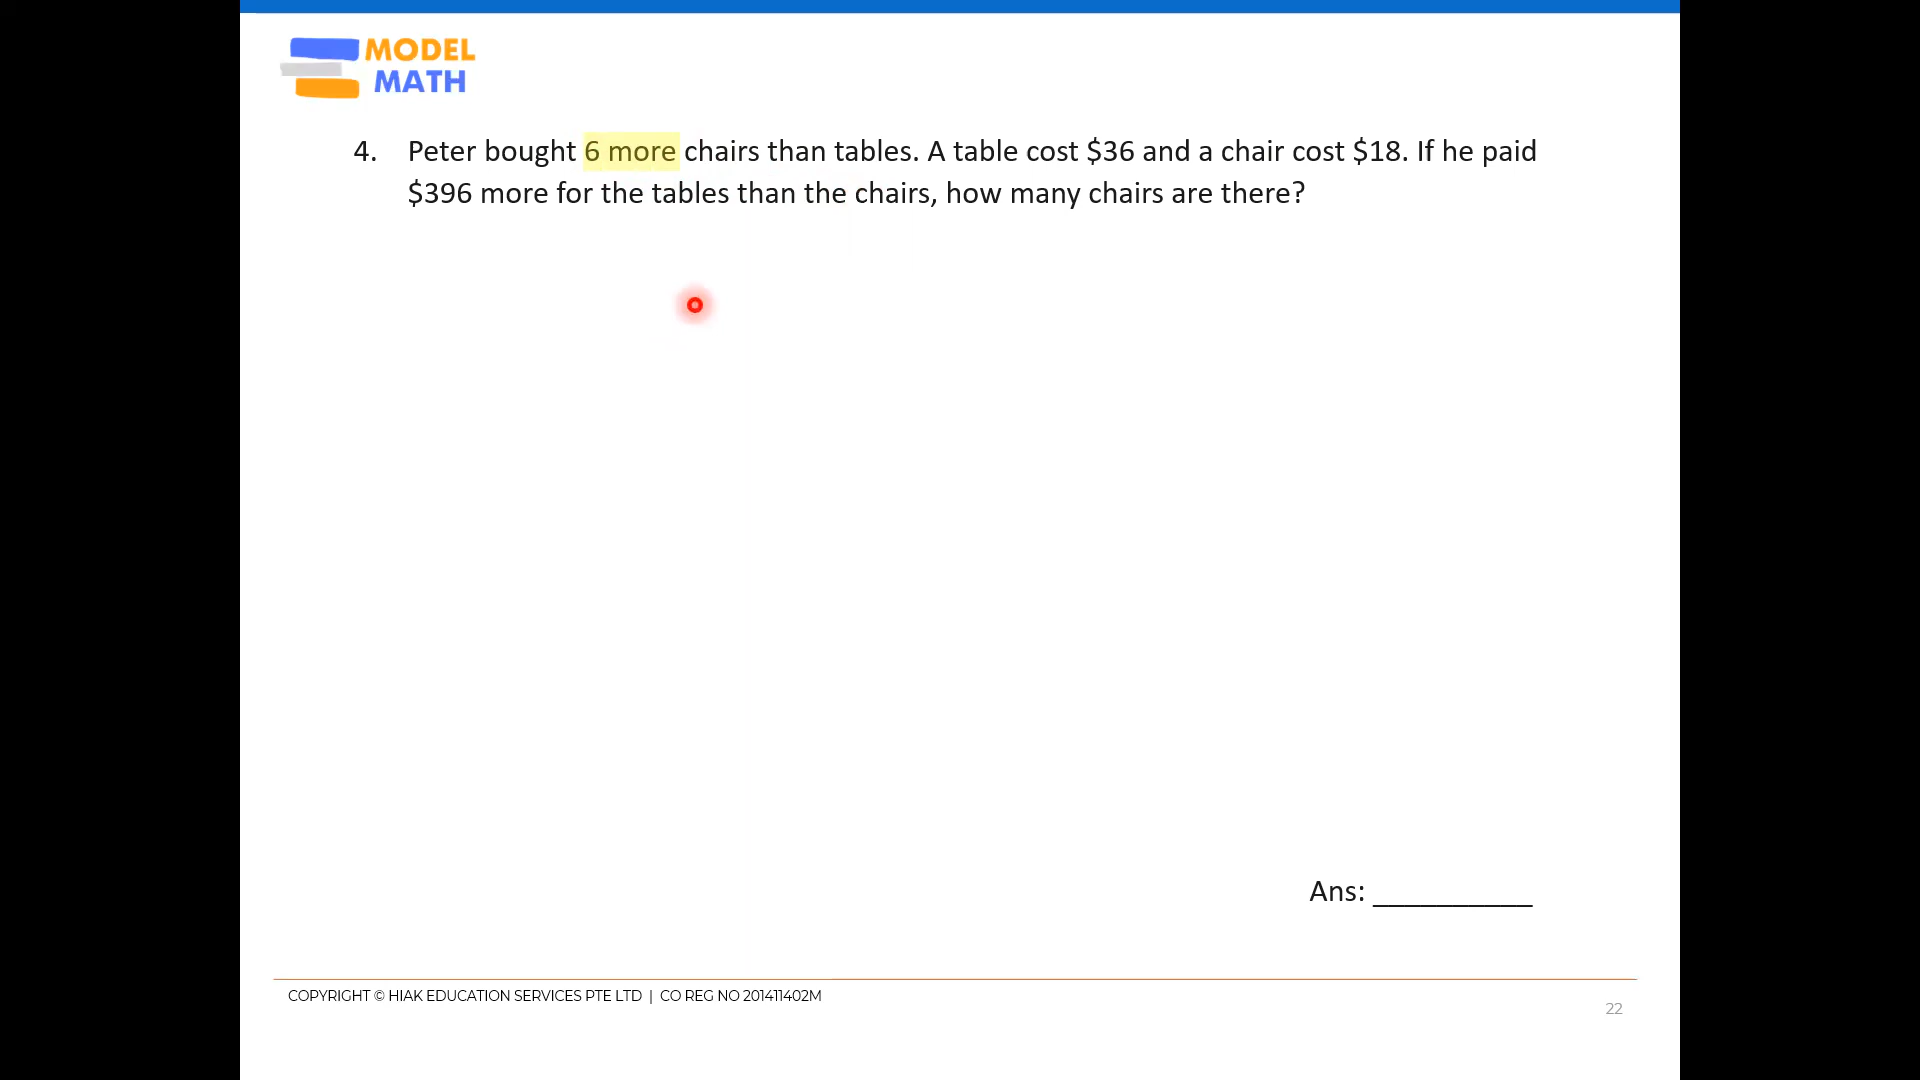 MODEL
MATH
4. Peter bought 6 more chairs than tables. A table cost $36 and a chair cost $18. If he paid
$396 more for the tables than the chairs, how many chairs are there?
Ans: __________
COPYRIGHT © HIAK EDUCATION SERVICES PTE LTD | CO REG NO 201411402M
22